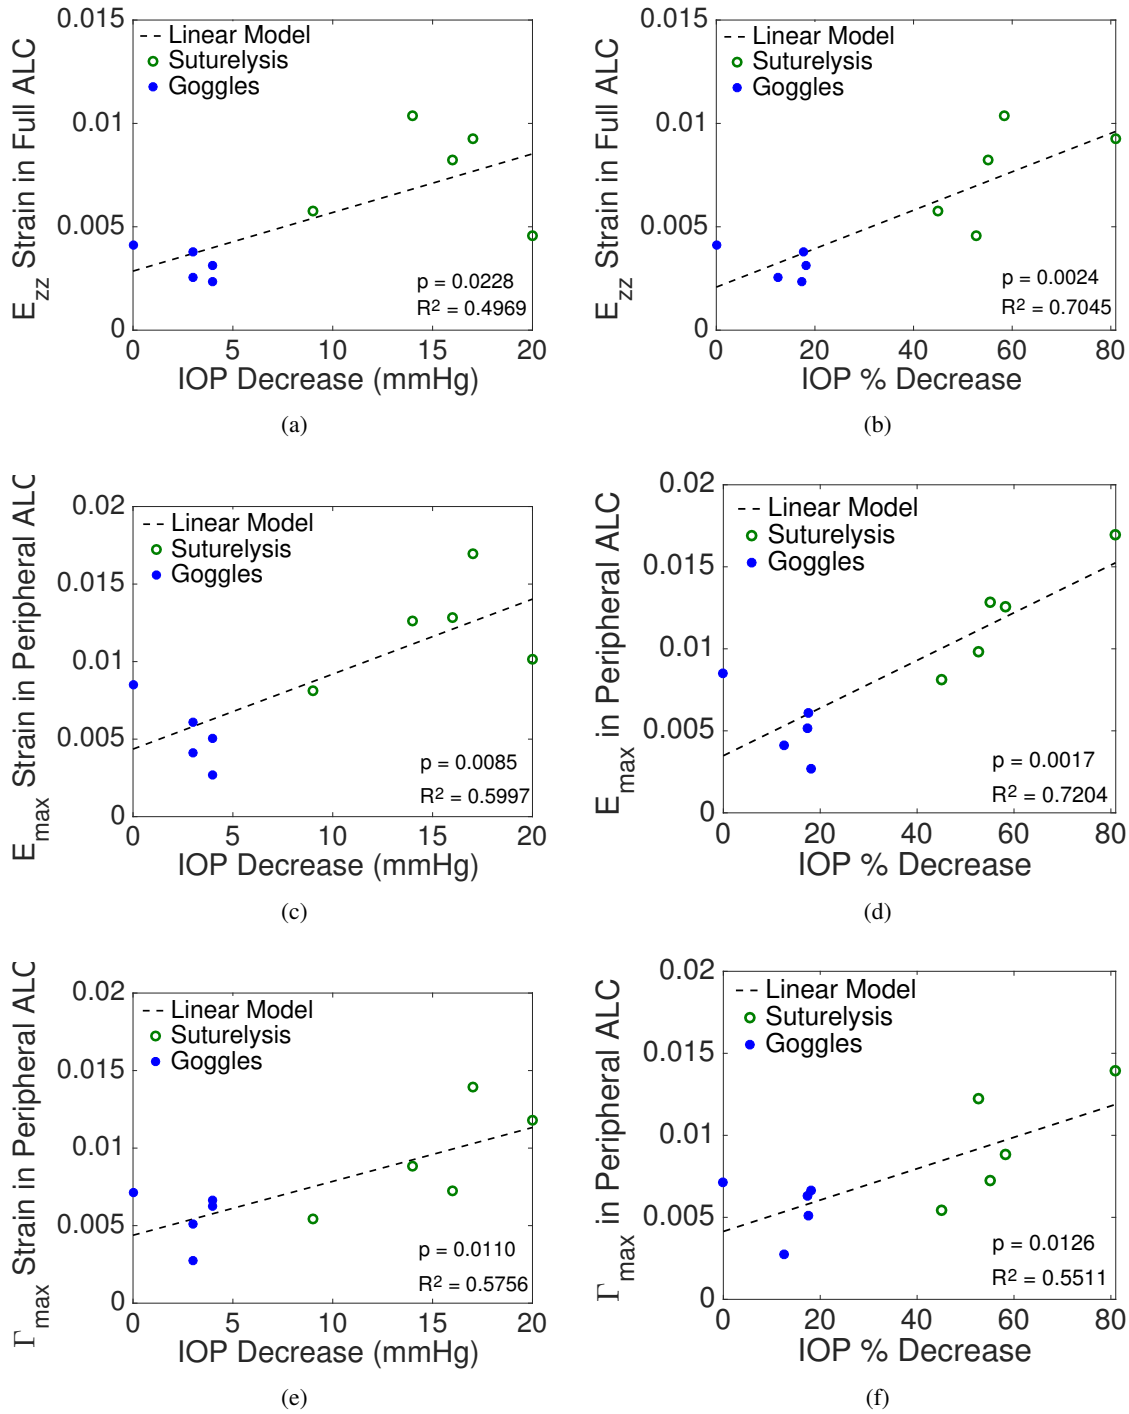 0.015
0.01
0.005
0
E_zz Strain in Full ALC
Linear Model
Suturelysis
Goggles
p = 0.0228
R² = 0.4969
0 5 10 15 20
IOP Decrease (mmHg)
(a)
0.015
0.01
0.005
0
E_zz Strain in Full ALC
Linear Model
Suturelysis
Goggles
p = 0.0024
R² = 0.7045
0 20 40 60 80
IOP % Decrease
(b)
0.02
0.015
0.01
0.005
0
E_max Strain in Peripheral ALC
Linear Model
Suturelysis
Goggles
p = 0.0085
R² = 0.5997
0 5 10 15 20
IOP Decrease (mmHg)
(c)
0.02
0.015
0.01
0.005
0
E_max in Peripheral ALC
Linear Model
Suturelysis
Goggles
p = 0.0017
R² = 0.7204
0 20 40 60 80
IOP % Decrease
(d)
0.02
0.015
0.01
0.005
0
Γ_max Strain in Peripheral ALC
Linear Model
Suturelysis
Goggles
p = 0.0110
R² = 0.5756
0 5 10 15 20
IOP Decrease (mmHg)
(e)
0.02
0.015
0.01
0.005
0
Γ_max in Peripheral ALC
Linear Model
Suturelysis
Goggles
p = 0.0126
R² = 0.5511
0 20 40 60 80
IOP % Decrease
(f)